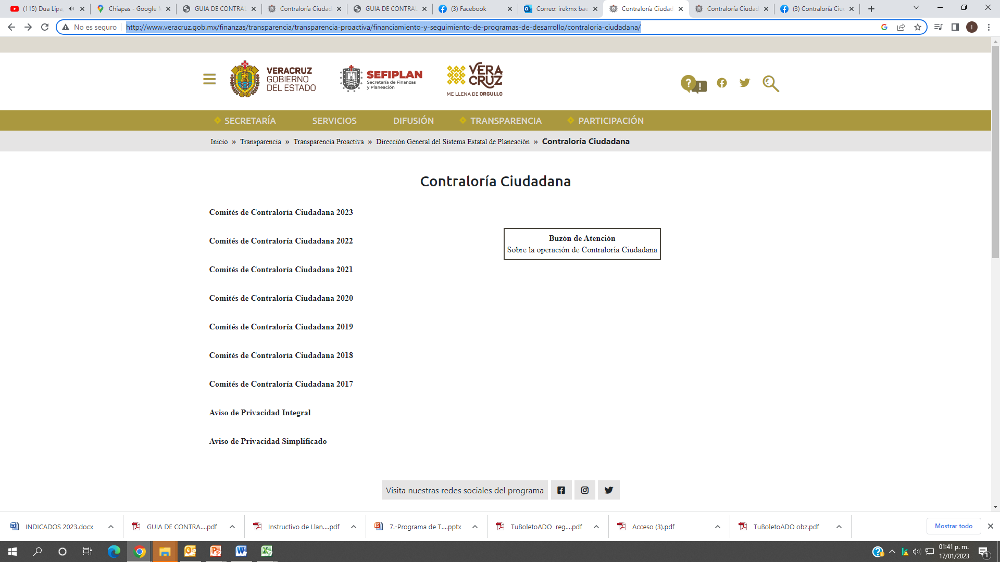 (115) Dua Lipa
Chiapas - Google M
GUIA DE CONTRAL
Contraloría Ciudad
GUIA DE CONTRAL
(3) Facebook
Correo: irekmx bae
Contraloría Ciudad
Contraloría Ciudad
(3) Contraloría Ciu
No es seguro
http://www.veracruz.gob.mx/finanzas/transparencia/transparencia-proactiva/financiamiento-y-seguimiento-de-programas-de-desarrollo/contraloria-ciudadana/
I
VERACRUZ
GOBIERNO
DEL ESTADO
SEFIPLAN
Secretaría de Finanzas
y Planeación
VERA
CRUZ
ME LLENA DE ORGULLO
SECRETARÍA
SERVICIOS
DIFUSIÓN
TRANSPARENCIA
PARTICIPACIÓN
Inicio » Transparencia » Transparencia Proactiva » Dirección General del Sistema Estatal de Planeación » Contraloría Ciudadana
Contraloría Ciudadana
Comités de Contraloría Ciudadana 2023
Comités de Contraloría Ciudadana 2022
Comités de Contraloría Ciudadana 2021
Comités de Contraloría Ciudadana 2020
Comités de Contraloría Ciudadana 2019
Comités de Contraloría Ciudadana 2018
Comités de Contraloría Ciudadana 2017
Aviso de Privacidad Integral
Aviso de Privacidad Simplificado
Buzón de Atención
Sobre la operación de Contraloría Ciudadana
Visita nuestras redes sociales del programa
INDICADOS 2023.docx
GUIA DE CONTRA....pdf
Instructivo de Llan....pdf
7.-Programa de T....pptx
TuBoletoADO reg....pdf
Acceso (3).pdf
TuBoletoADO obz.pdf
Mostrar todo
01:41 p. m.
17/01/2023
1